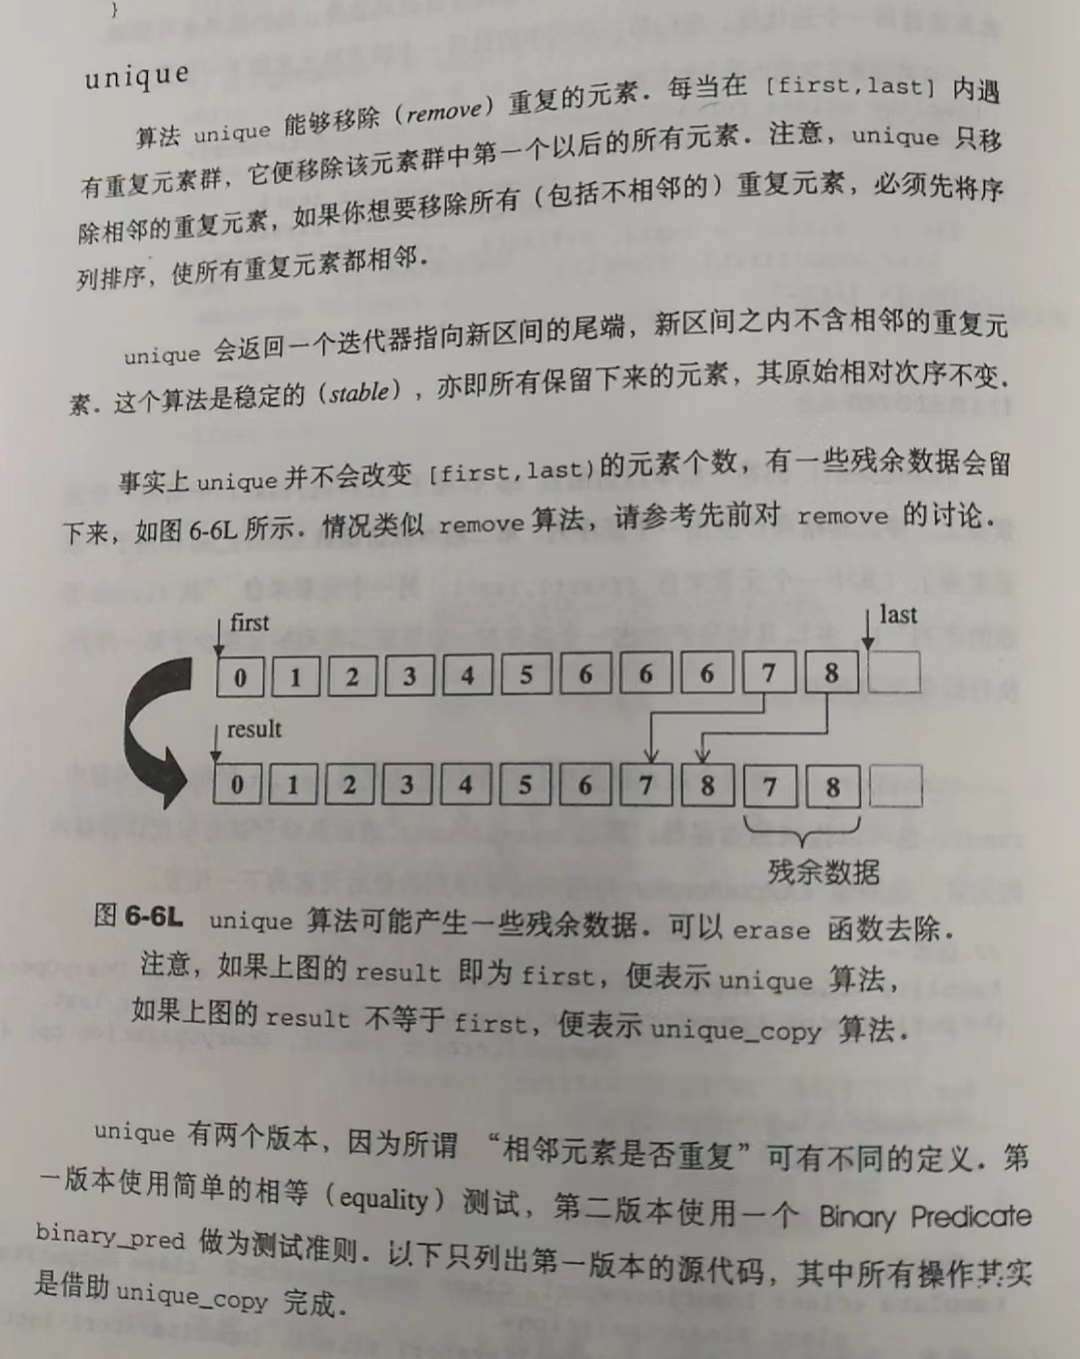 }
unique
算法 unique 能够移除（remove）重复的元素．每当在 [first,last] 内遇
有重复元素群，它便移除该元素群中第一个以后的所有元素．注意，unique 只移
除相邻的重复元素，如果你想要移除所有（包括不相邻的）重复元素，必须先将序
列排序，使所有重复元素都相邻．
unique 会返回一个迭代器指向新区间的尾端，新区间之内不含相邻的重复元
素．这个算法是稳定的（stable），亦即所有保留下来的元素，其原始相对次序不变．
事实上 unique 并不会改变 [first,last)的元素个数，有一些残余数据会留
下来，如图 6-6L 所示．情况类似 remove 算法，请参考先前对 remove 的讨论．
first last
0 1 2 3 4 5 6 6 6 7 8
result
0 1 2 3 4 5 6 7 8 7 8
残余数据
图 6-6L unique 算法可能产生一些残余数据．可以 erase 函数去除．
注意，如果上图的 result 即为 first，便表示 unique 算法，
如果上图的 result 不等于 first，便表示 unique_copy 算法．
unique 有两个版本，因为所谓 “相邻元素是否重复” 可有不同的定义．第
一版本使用简单的相等（equality）测试，第二版本使用一个 Binary Predicate
binary_pred 做为测试准则．以下只列出第一版本的源代码，其中所有操作其实
是借助 unique_copy 完成．